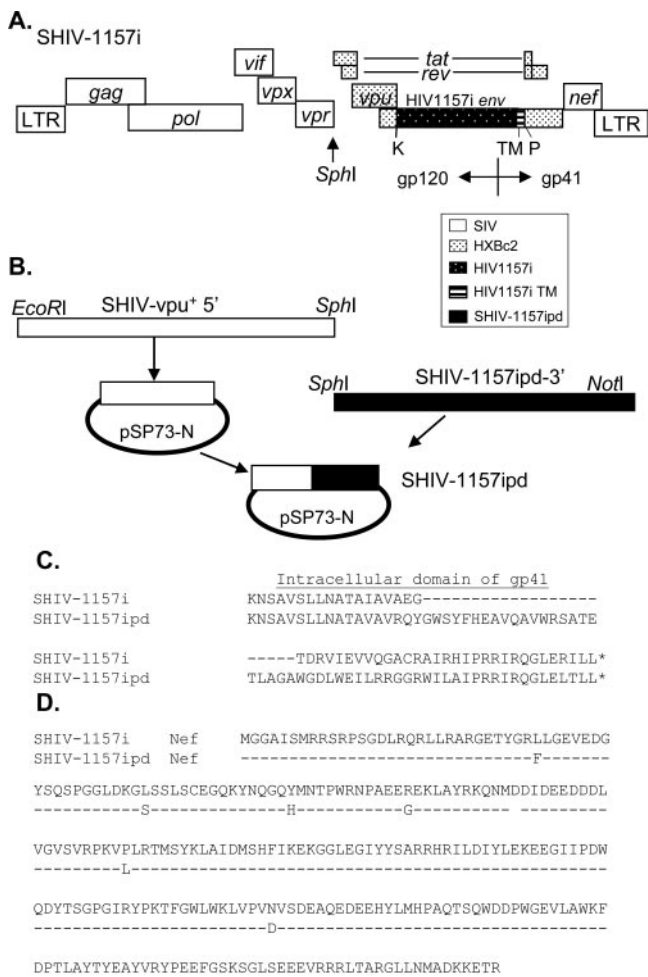 A.
SHIV-1157i
LTR gag pol vif vpx vpr SphI vpu tat rev HIV1157i env nef LTR
K TM P
gp120 gp41
SIV
HXBc2
HIV1157i
HIV1157i TM
SHIV-1157ipd
B.
EcoRI SHIV-vpu+ 5' SphI
pSP73-N
SphI SHIV-1157ipd-3' NotI
SHIV-1157ipd
pSP73-N
C.
Intracellular domain of gp41
SHIV-1157i KNSAVSLLNATAIAVAEG------------------
SHIV-1157ipd KNSAVSLLNATAVAVRQYGWSYFHEAVQAVWRSATE
SHIV-1157i -----TDRVIEVVQGACRAIRHIPRRIRQGLERILL*
SHIV-1157ipd TLAGAWGDLWEILRRGGRWILAIPRRIRQGLELTLL*
D.
SHIV-1157i Nef MGGAISMRRSRPSGDLRQRLLRARGETYGRLLGEVEDG
SHIV-1157ipd Nef ------------------------------F-------
YSQSPGGLDKGLSSLSCEGQKYNQGQYMNTPWRNPAEEREKLAYRKQNMDDIDEEDDDL
-----------S--------------H-----------G---------- ---------
VGVSVRPKVPLRTMSYKLAIDMSHFIKEKGGLEGIYYSARRHRILDIYLEKEEGIIPDW
---------L-------------------------------------------------
QDYTSGPGIRYPKTFGWLWKLVPVNVSDEAQEDEEHYLMHPAQTSQWDDPWGEVLAWKF
------------------------D----------------------------------
DPTLAYTYEAYVRYPEEFGSKSGLSEEEVRRRLTARGLLNMADKKETR